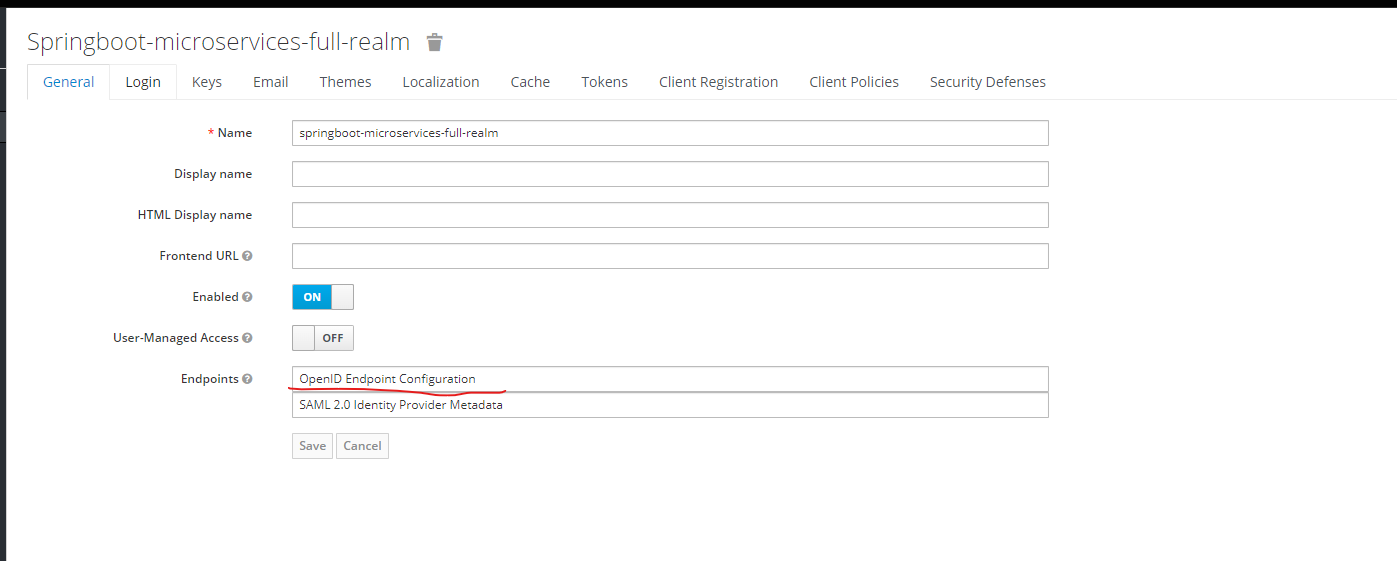 Springboot-microservices-full-realm
General Login Keys Email Themes Localization Cache Tokens Client Registration Client Policies Security Defenses
* Name springboot-microservices-full-realm
Display name
HTML Display name
Frontend URL ?
Enabled ? ON
User-Managed Access ? OFF
Endpoints ? OpenID Endpoint Configuration
SAML 2.0 Identity Provider Metadata
Save Cancel